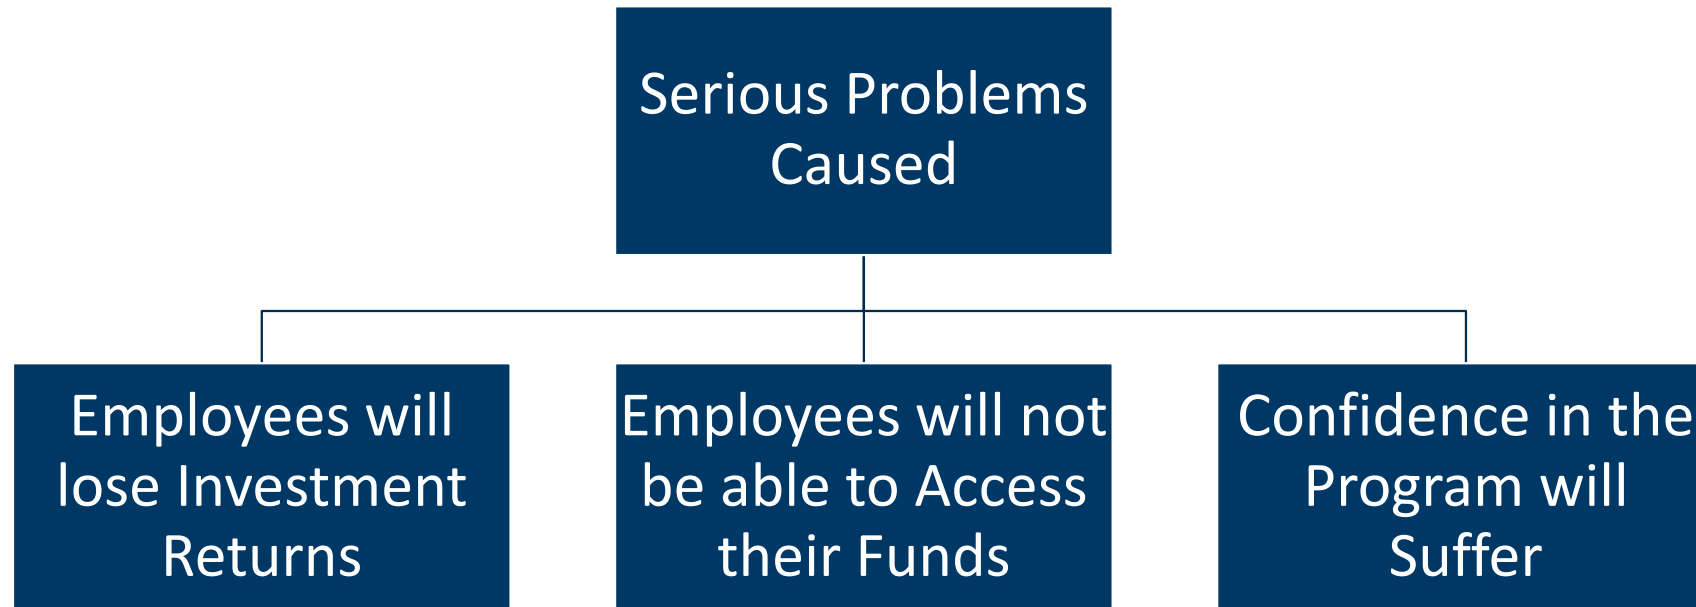 Serious Problems
Caused
Employees will
lose Investment
Returns
Employees will not
be able to Access
their Funds
Confidence in the
Program will
Suffer